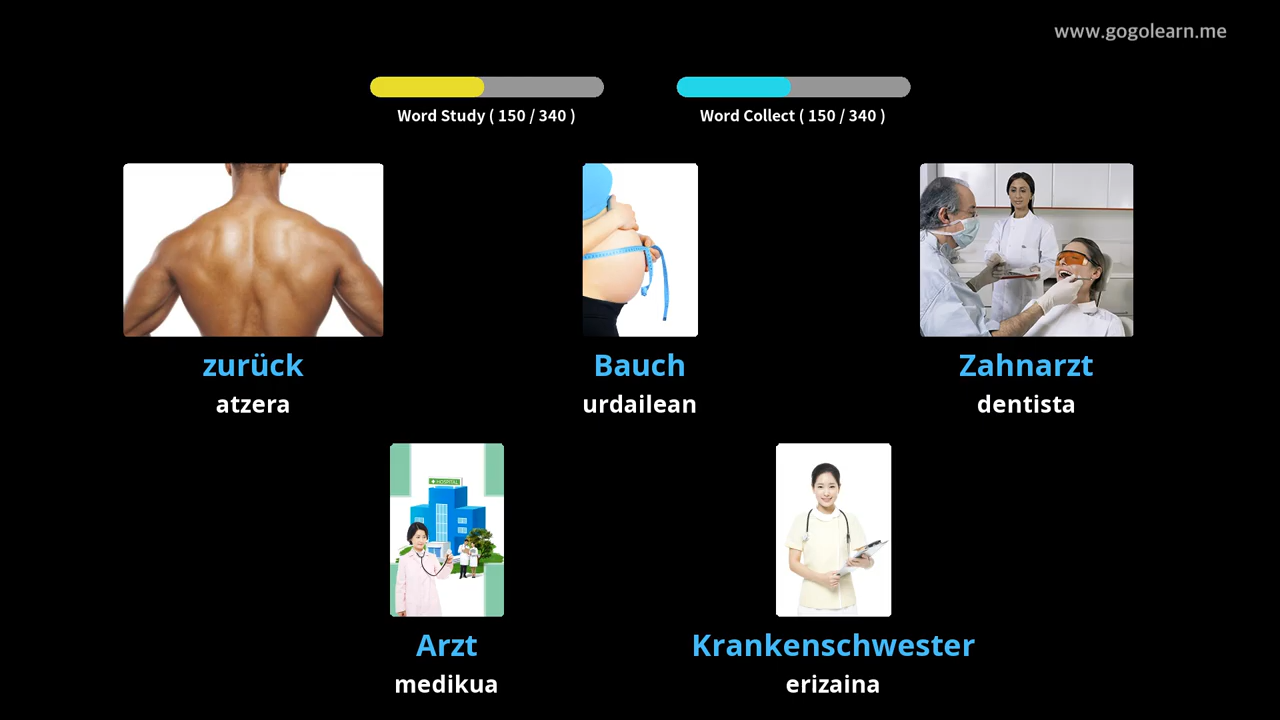 www.gogolearn.me
Word Study ( 150 / 340 )
Word Collect ( 150 / 340 )
zurück
atzera
Bauch
urdailean
Zahnarzt
dentista
HOSPITAL
Arzt
medikua
Krankenschwester
erizaina